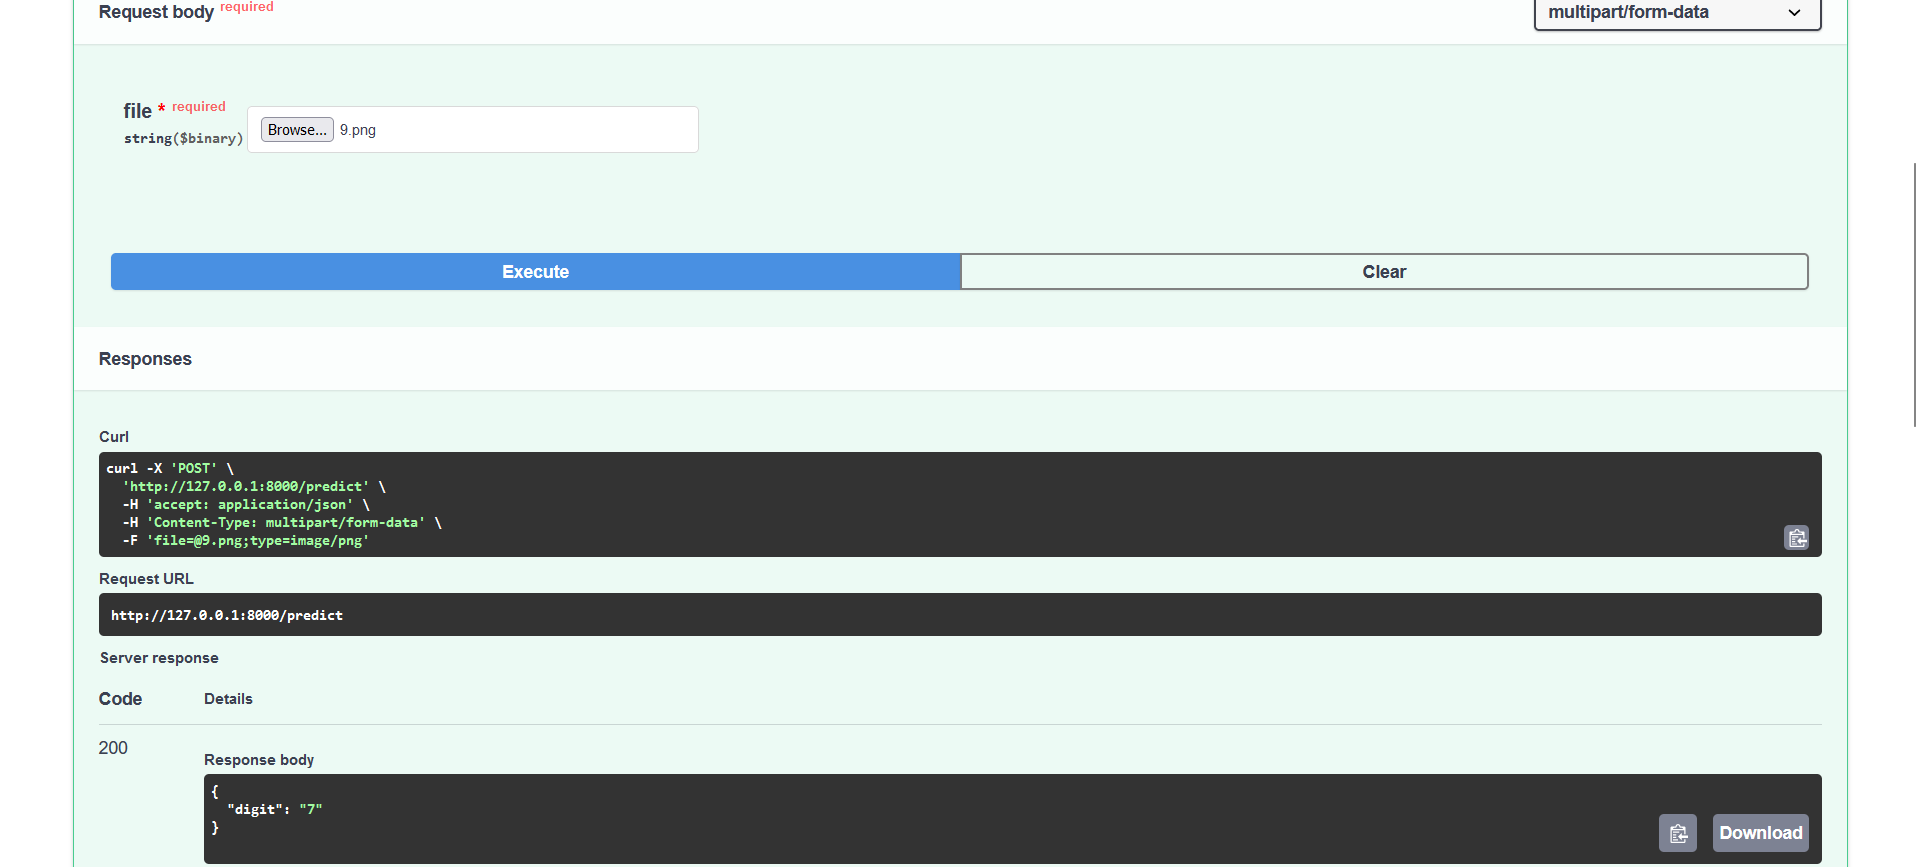 Request body required
multipart/form-data
file * required
string($binary)
Browse... 9.png
Execute
Clear
Responses
Curl
curl -X 'POST' \
  'http://127.0.0.1:8000/predict' \
  -H 'accept: application/json' \
  -H 'Content-Type: multipart/form-data' \
  -F 'file=@9.png;type=image/png'
Request URL
http://127.0.0.1:8000/predict
Server response
Code Details
200
Response body
{
  "digit": "7"
}
Download